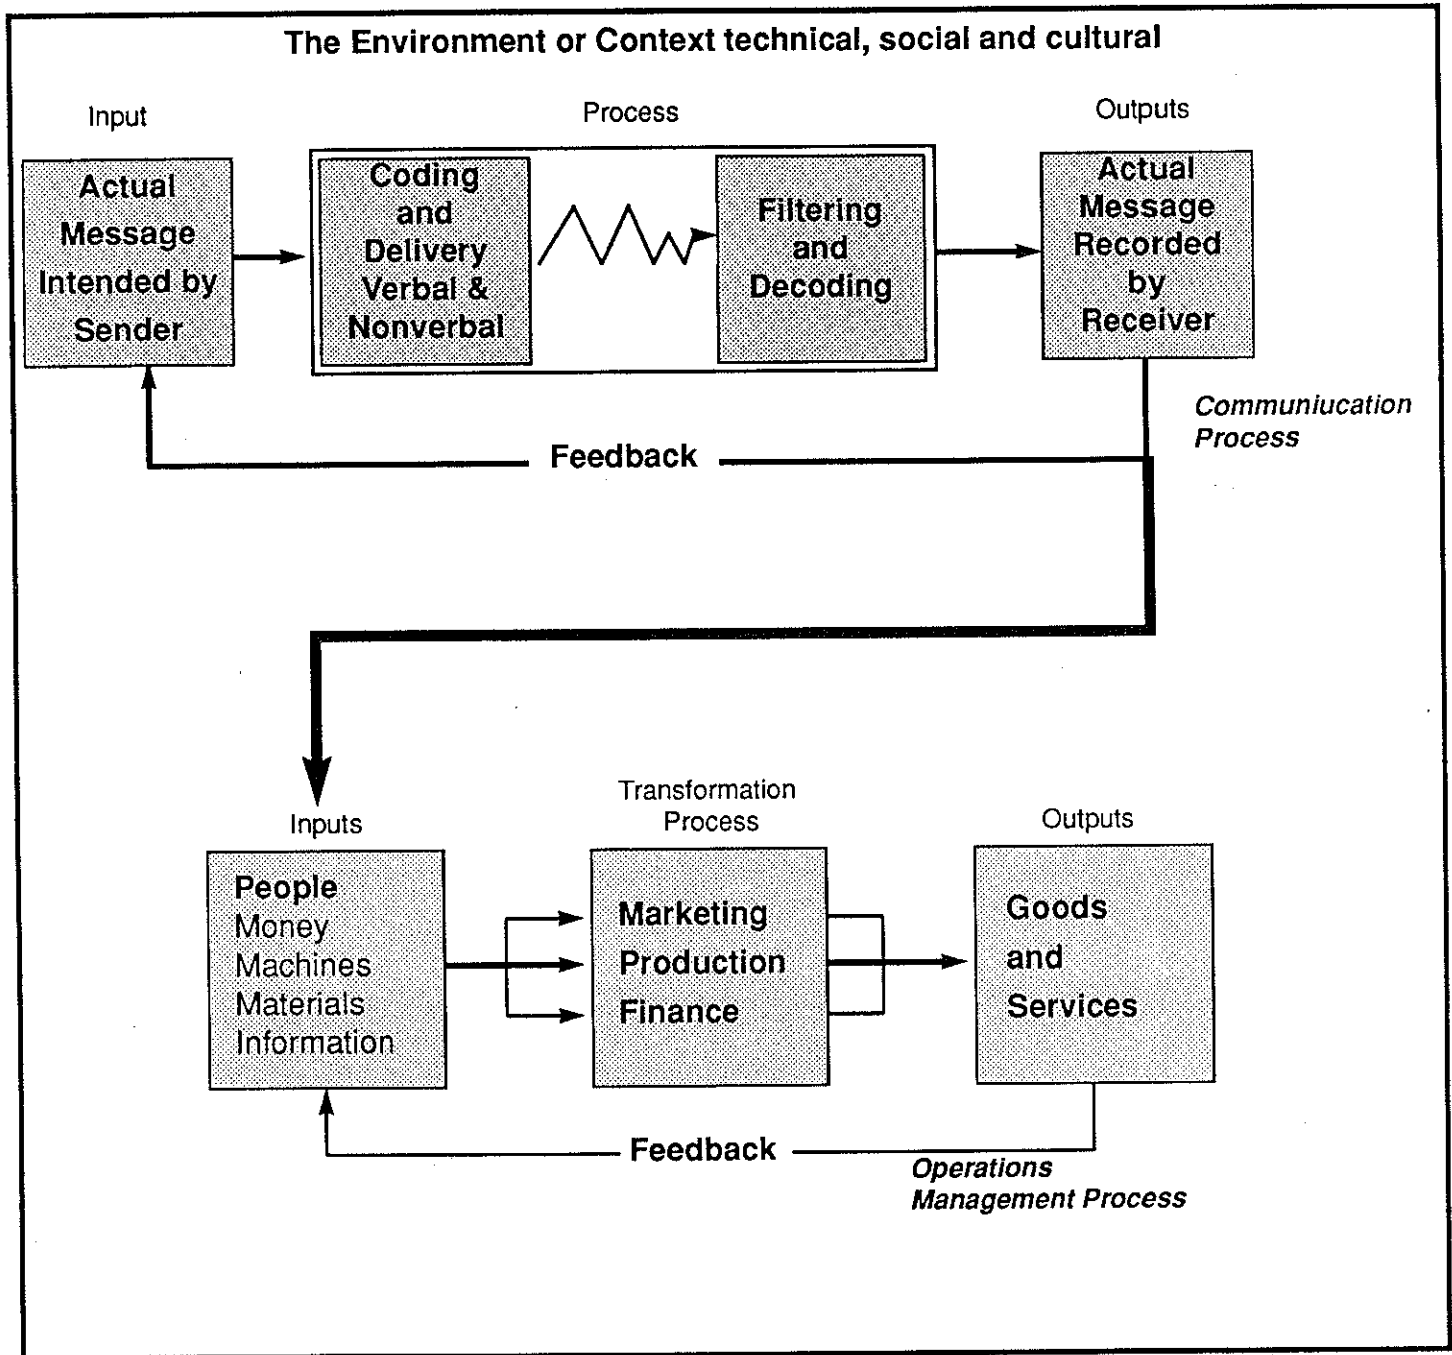 The Environment or Context technical, social and cultural
Input
Process
Outputs
Actual
Message
Intended by
Sender
Coding
and
Delivery
Verbal &
Nonverbal
Filtering
and
Decoding
Actual
Message
Recorded
by
Receiver
Communiucation
Process
Feedback
Inputs
Transformation
Process
Outputs
People
Money
Machines
Materials
Information
Marketing
Production
Finance
Goods
and
Services
Feedback
Operations
Management Process